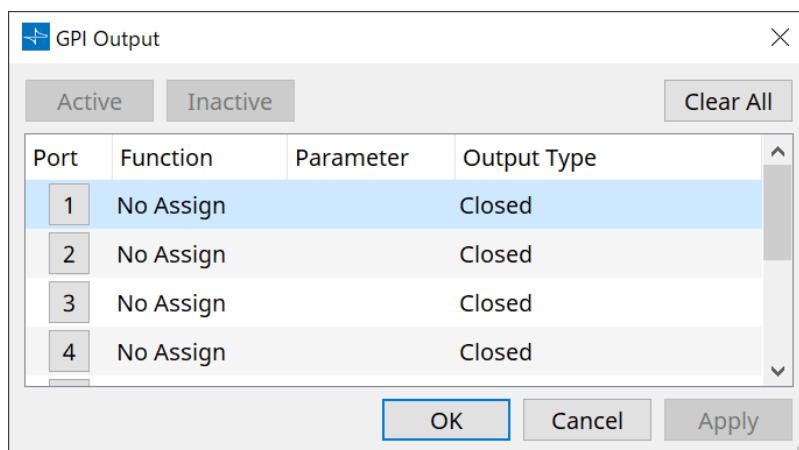 GPI Output
Active Inactive Clear All
Port Function Parameter Output Type
1 No Assign Closed
2 No Assign Closed
3 No Assign Closed
4 No Assign Closed
OK Cancel Apply